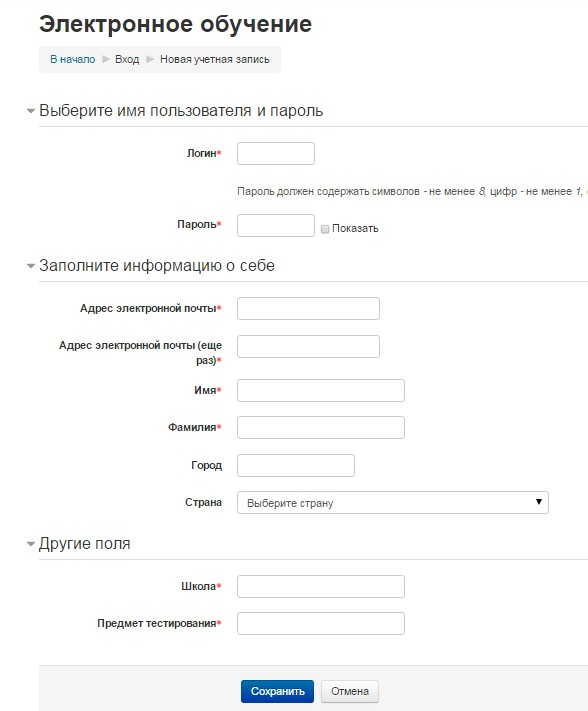 Электронное обучение
В начало ▶ Вход ▶ Новая учетная запись
Выберите имя пользователя и пароль
Логин*
Пароль должен содержать символов - не менее 8, цифр - не менее 1,
Пароль* Показать
Заполните информацию о себе
Адрес электронной почты*
Адрес электронной почты (еще
раз)*
Имя*
Фамилия*
Город
Страна Выберите страну
Другие поля
Школа*
Предмет тестирования*
Сохранить Отмена